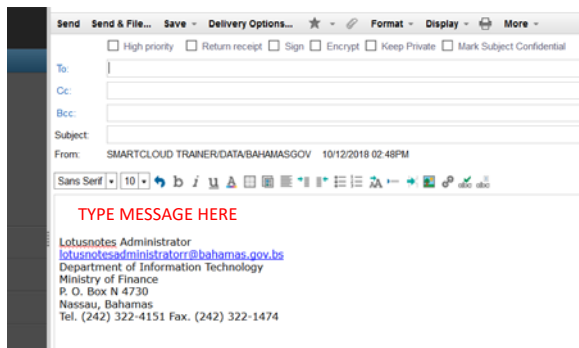 Send Send & File... Save Delivery Options... Format Display More
High priority Return receipt Sign Encrypt Keep Private Mark Subject Confidential
To:
Cc:
Bcc:
Subject:
From: SMARTCLOUD TRAINER/DATA/BAHAMASGOV 10/12/2018 02:48PM
Sans Serif 10 b i u A
TYPE MESSAGE HERE
Lotusnotes Administrator
lotusnotesadministratorr@bahamas.gov.bs
Department of Information Technology
Ministry of Finance
P. O. Box N 4730
Nassau, Bahamas
Tel. (242) 322-4151 Fax. (242) 322-1474